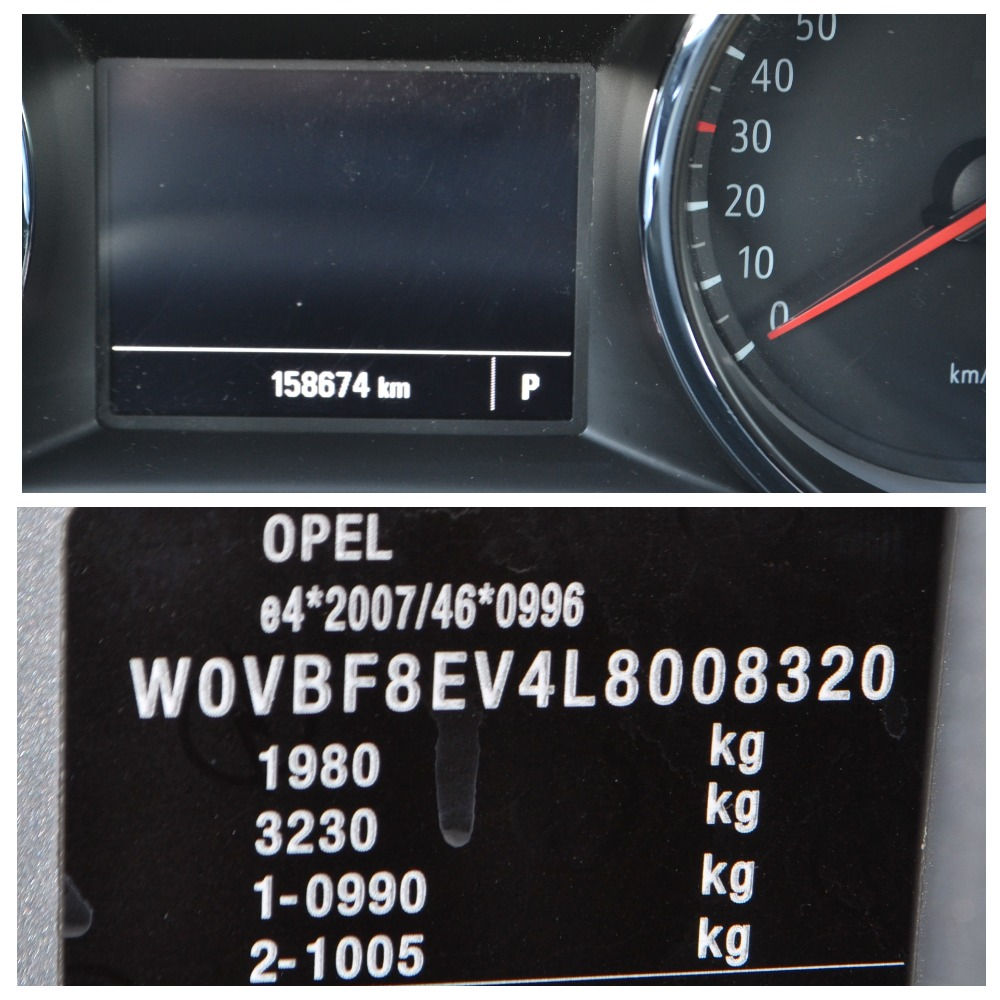 50
40
30
20
10
0
km/
158674 km P
OPEL
e4*2007/46*0996
W0VBF8EV4L8008320
1980 kg
3230 kg
1-0990 kg
2-1005 kg